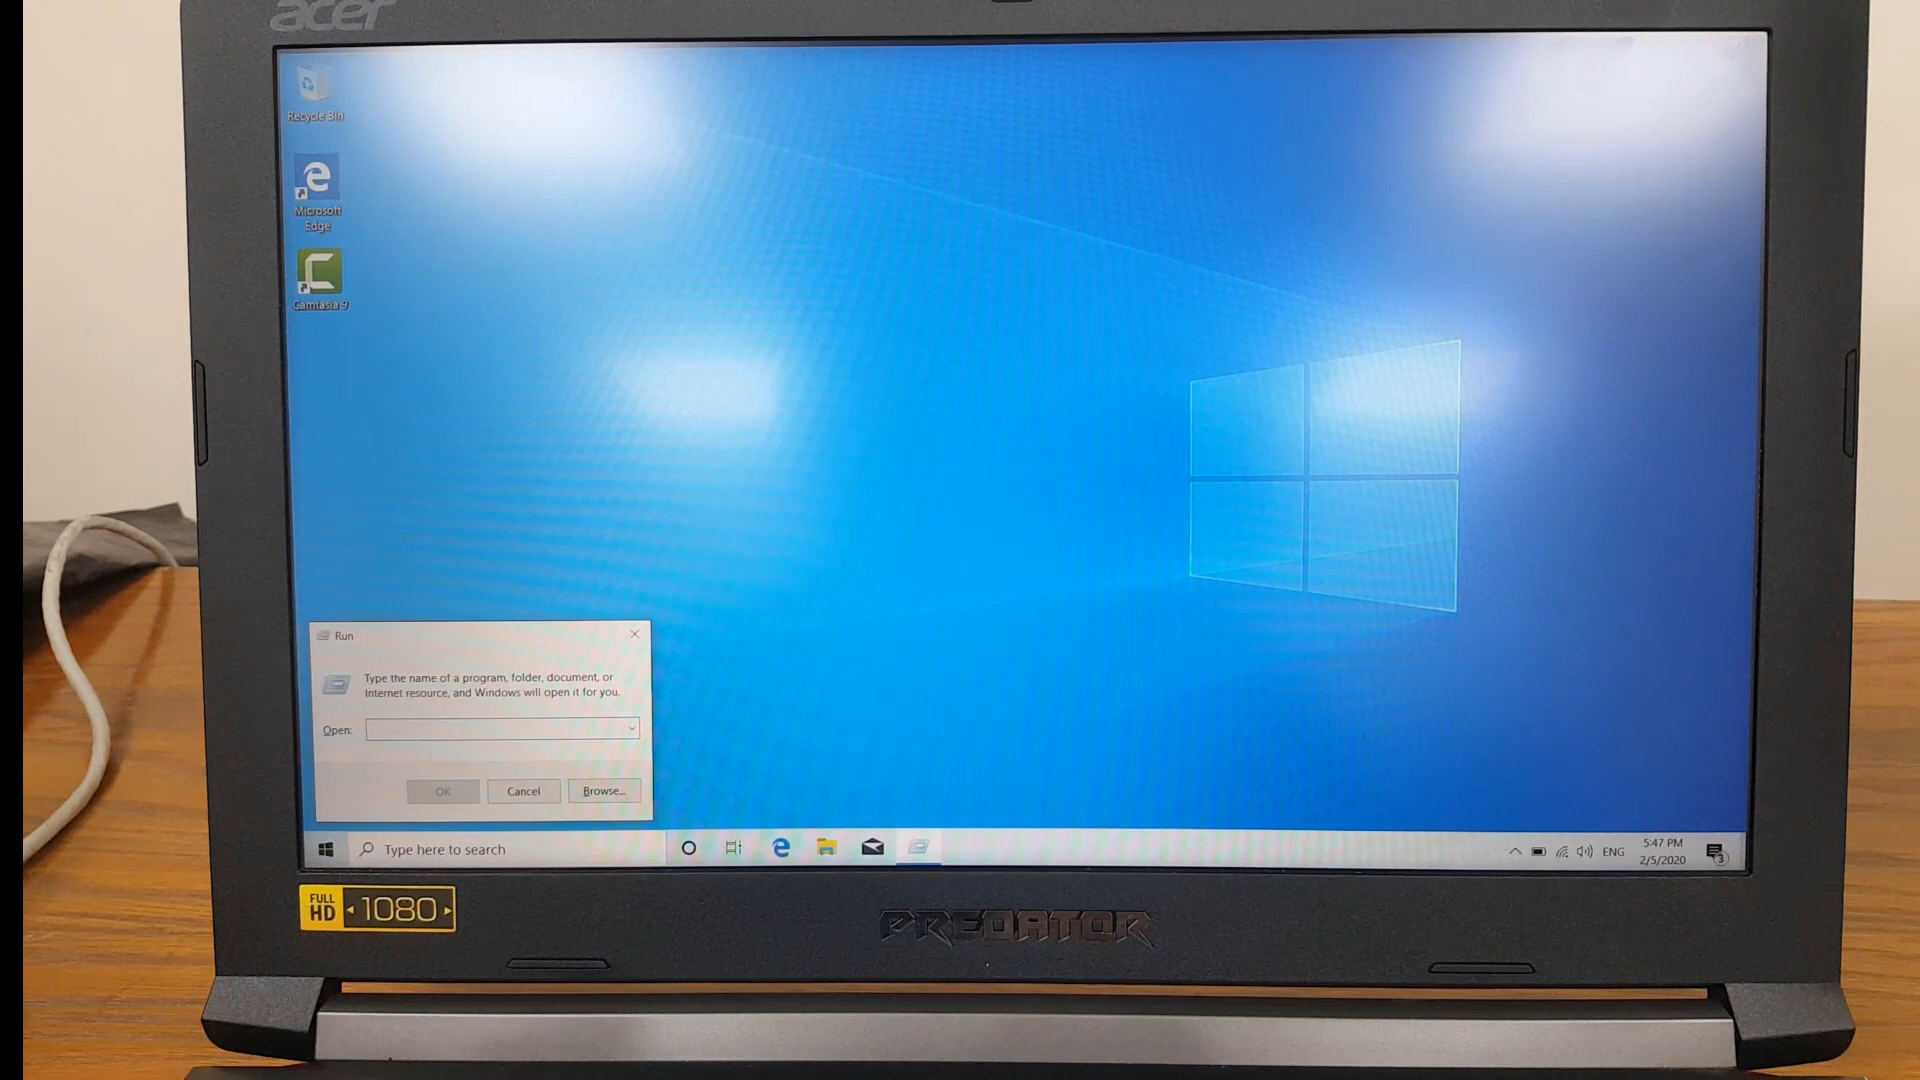 acer
Recycle Bin
Microsoft
Edge
Camtasia 9
Run
Type the name of a program, folder, document, or
Internet resource, and Windows will open it for you.
Open:
OK
Cancel
Browse...
Type here to search
ENG
5:47 PM
2/5/2020
3
FULL
HD
1080
PREDATOR